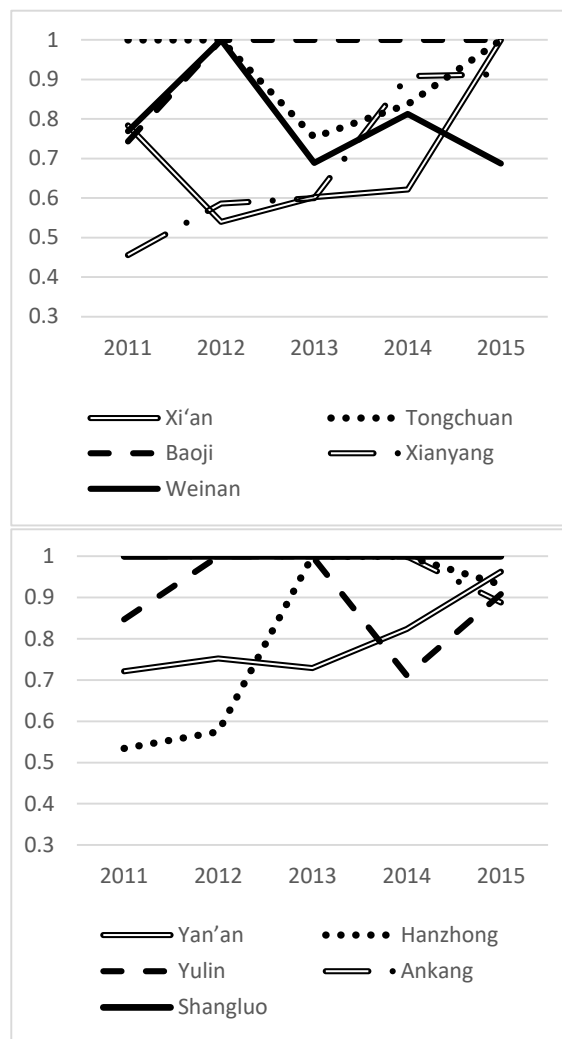 1
0.9
0.8
0.7
0.6
0.5
0.4
0.3
2011 2012 2013 2014 2015
Xi‘an Tongchuan
Baoji Xianyang
Weinan
1
0.9
0.8
0.7
0.6
0.5
0.4
0.3
2011 2012 2013 2014 2015
Yan’an Hanzhong
Yulin Ankang
Shangluo